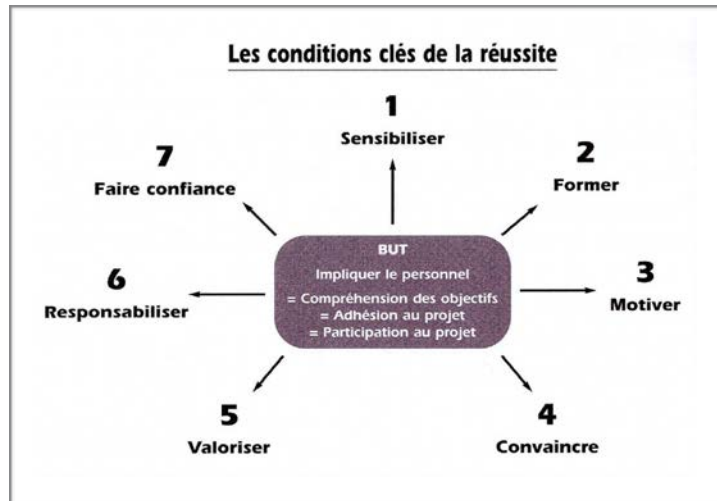 Les conditions clés de la réussite
1
Sensibiliser
2
Former
3
Motiver
4
Convaincre
5
Valoriser
6
Responsabiliser
7
Faire confiance
BUT
Impliquer le personnel
= Compréhension des objectifs
= Adhésion au projet
= Participation au projet